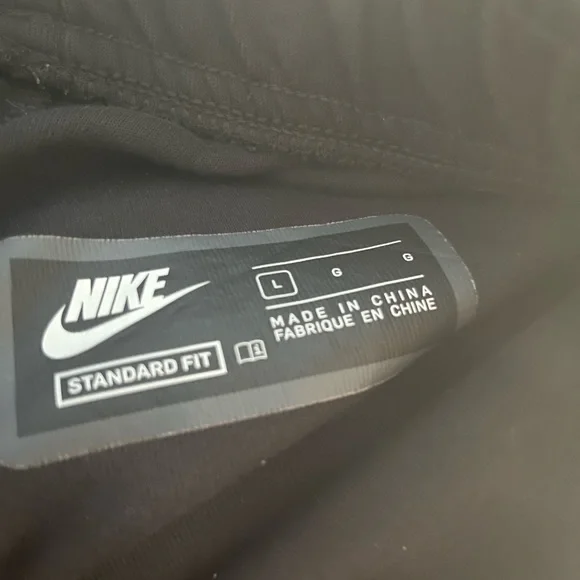 NIKE
STANDARD FIT
L G G
MADE IN CHINA
FABRIQUE EN CHINE